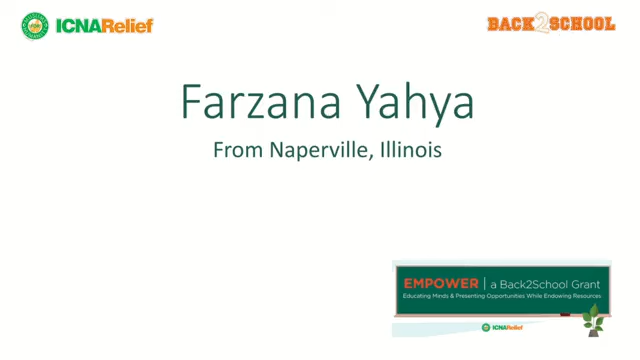 ICNARelief
BACK2SCHOOL
Farzana Yahya
From Naperville, Illinois
EMPOWER | a Back2School Grant
Educating Minds & Presenting Opportunities While Endowing Resources
ICNARelief